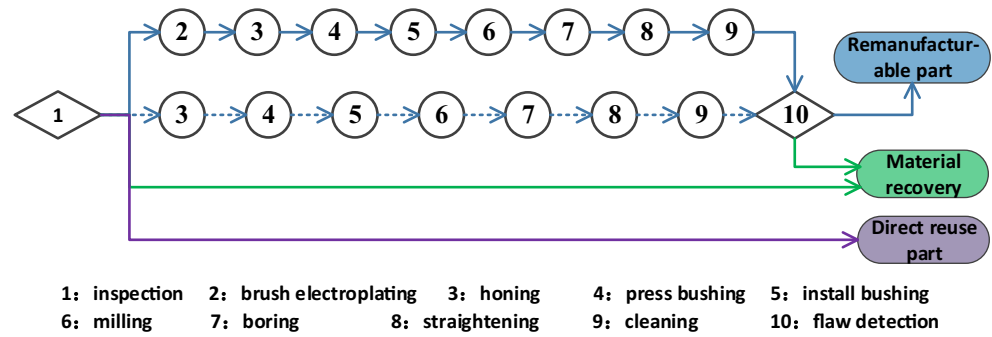 2 3 4 5 6 7 8 9
Remanufactur-
able part
1 3 4 5 6 7 8 9 10
Material
recovery
Direct reuse
part
1：inspection 2：brush electroplating 3：honing 4：press bushing 5：install bushing
6：milling 7：boring 8：straightening 9：cleaning 10：flaw detection